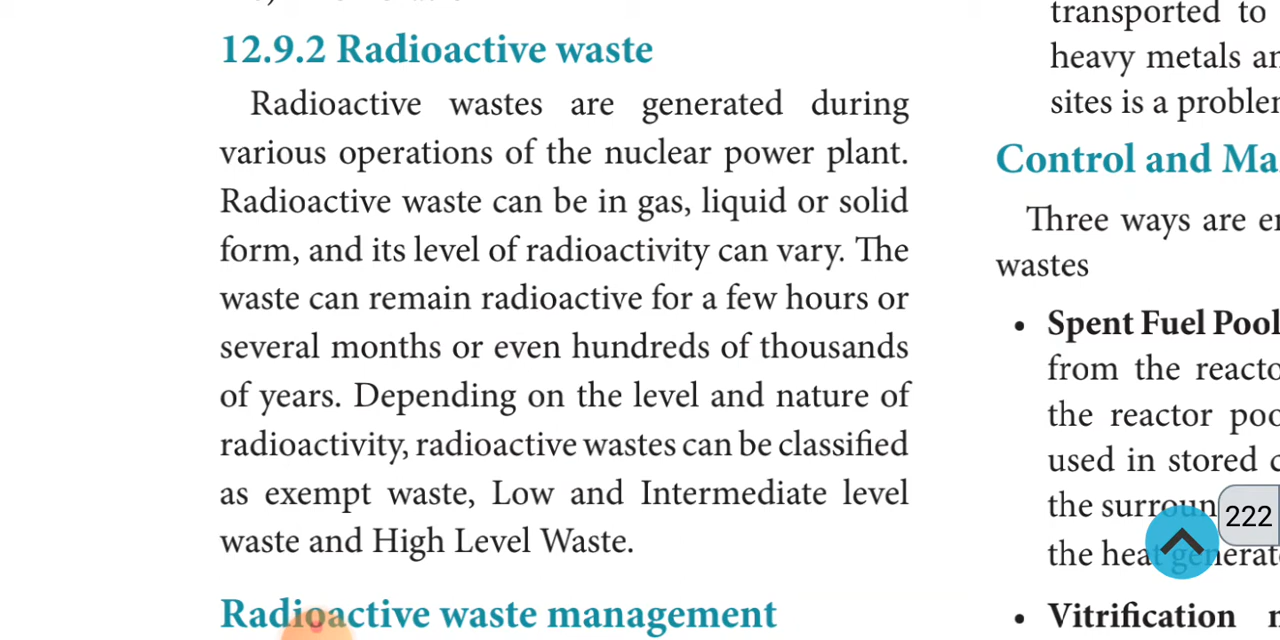 12.9.2 Radioactive waste
Radioactive wastes are generated during
various operations of the nuclear power plant.
Radioactive waste can be in gas, liquid or solid
form, and its level of radioactivity can vary. The
waste can remain radioactive for a few hours or
several months or even hundreds of thousands
of years. Depending on the level and nature of
radioactivity, radioactive wastes can be classified
as exempt waste, Low and Intermediate level
waste and High Level Waste.
Radioactive waste management
transported to
heavy metals
sites is a
Control and
Three ways are
wastes
• Spent Fuel Pool
from the
the reactor
used in stored
the
222
the heat
• Vitrification